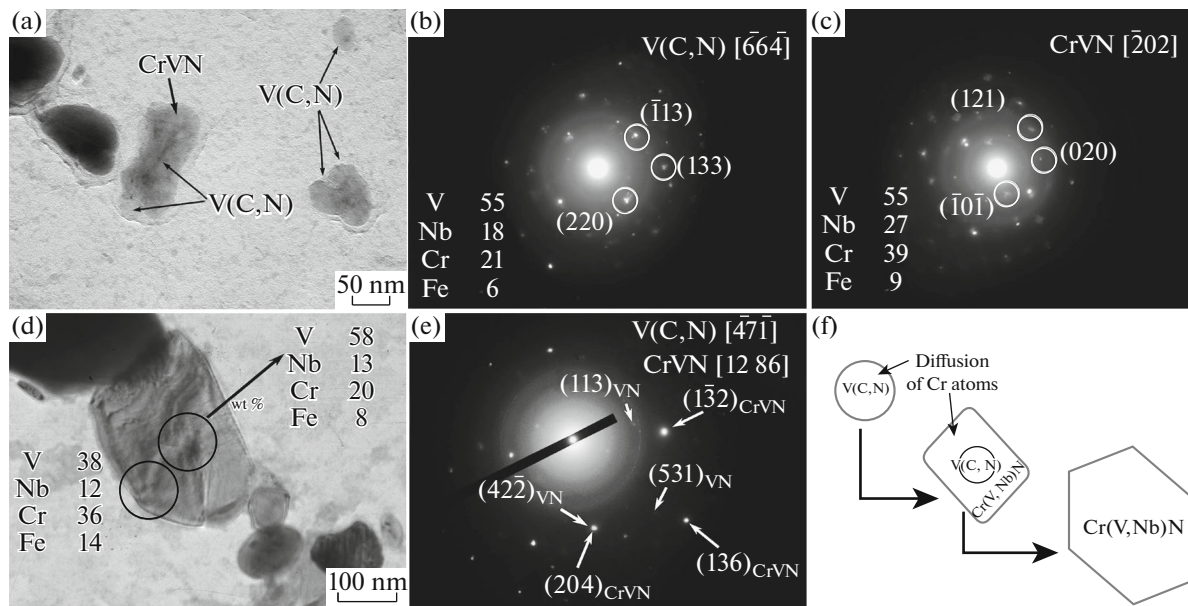 (a)
CrVN
V(C,N)
V(C,N)
50 nm
(b)
V(C,N) [6̅64̅]
(1̅13)
(133)
(220)
V 55
Nb 18
Cr 21
Fe 6
(c)
CrVN [2̅02]
(121)
(020)
(1̅01̅)
V 55
Nb 27
Cr 39
Fe 9
(d)
V 58
Nb 13
Cr 20
Fe 8
wt %
V 38
Nb 12
Cr 36
Fe 14
100 nm
(e)
V(C,N) [4̅71̅]
CrVN [12 86]
(113)VN
(13̅2)CrVN
(531)VN
(422̅)VN
(204)CrVN
(136)CrVN
(f)
Diffusion
of Cr atoms
V(C,N)
V(C, N)
Cr(V, Nb)N
Cr(V,Nb)N